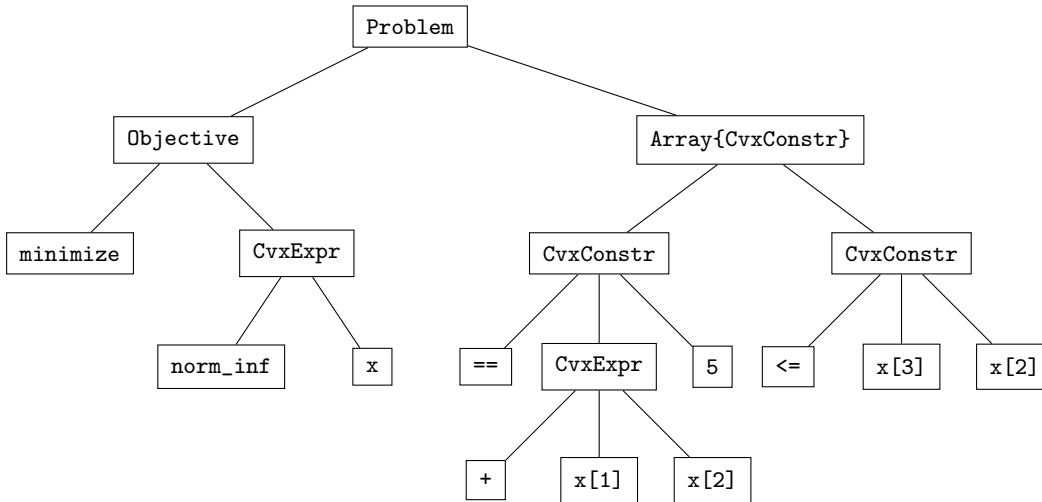 Problem
Objective
Array{CvxConstr}
minimize
CvxExpr
CvxConstr
CvxConstr
norm_inf
x
==
CvxExpr
5
<=
x[3]
x[2]
+
x[1]
x[2]